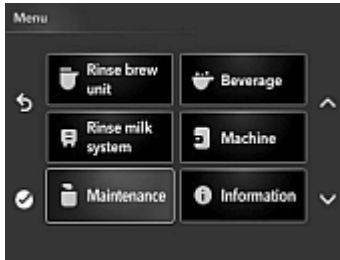 Menu
Rinse brew
unit
Beverage
Rinse milk
system
Machine
Maintenance
Information